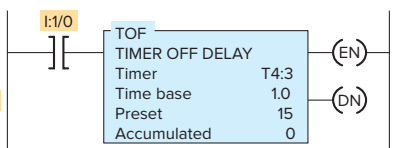 I:1/0
TOF
TIMER OFF DELAY
Timer T4:3
Time base 1.0
Preset 15
Accumulated 0
EN
DN